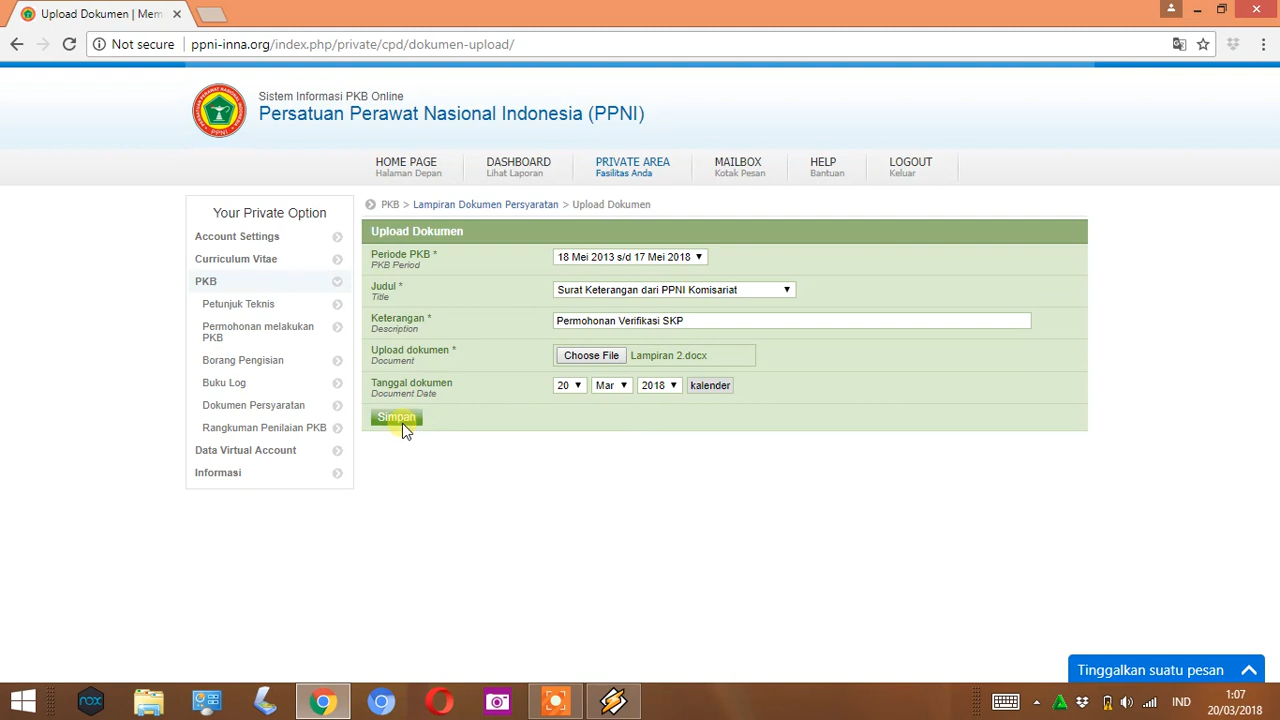 Upload Dokumen | Mem
Not secure
ppni-inna.org/index.php/private/cpd/dokumen-upload/
PPNI
Sistem Informasi PKB Online
Persatuan Perawat Nasional Indonesia (PPNI)
HOME PAGE
Halaman Depan
DASHBOARD
Lihat Laporan
PRIVATE AREA
Fasilitas Anda
MAILBOX
Kotak Pesan
HELP
Bantuan
LOGOUT
Keluar
Your Private Option
Account Settings
Curriculum Vitae
PKB
Petunjuk Teknis
Permohonan melakukan
PKB
Borang Pengisian
Buku Log
Dokumen Persyaratan
Rangkuman Penilaian PKB
Data Virtual Account
Informasi
PKB > Lampiran Dokumen Persyaratan > Upload Dokumen
Upload Dokumen
Periode PKB *
PKB Period
18 Mei 2013 s/d 17 Mei 2018
Judul *
Title
Surat Keterangan dari PPNI Komisariat
Keterangan *
Description
Permohonan Verifikasi SKP
Upload dokumen *
Document
Choose File Lampiran 2.docx
Tanggal dokumen
Document Date
20 Mar 2018 kalender
Simpan
Tinggalkan suatu pesan
nox
IND
1:07
20/03/2018